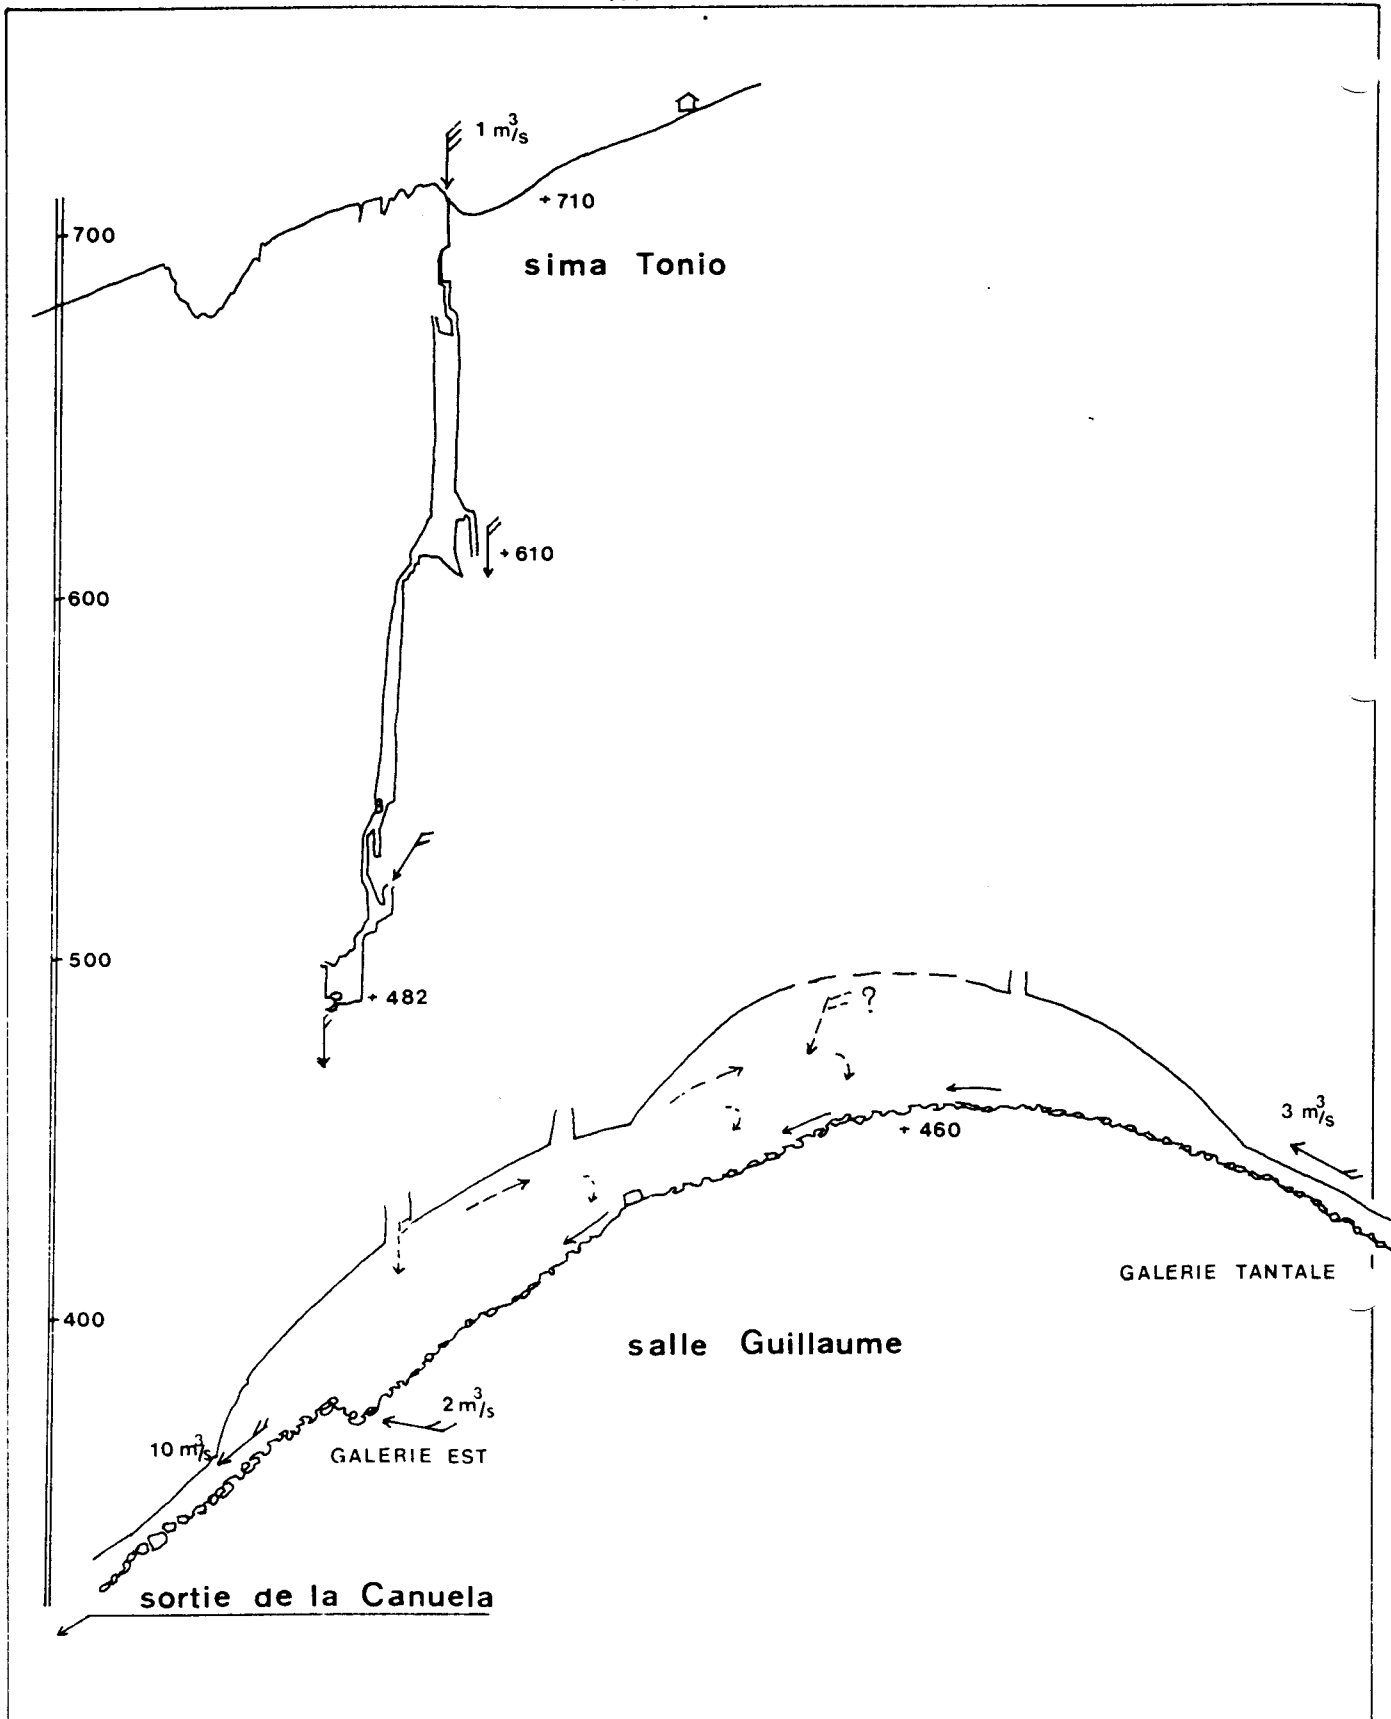 1 m³/s
+ 710
700
sima Tonio
+ 610
600
500
+ 482
?
3 m³/s
+ 460
GALERIE TANTALE
400
salle Guillaume
2 m³/s
10 m³/s
GALERIE EST
sortie de la Canuela